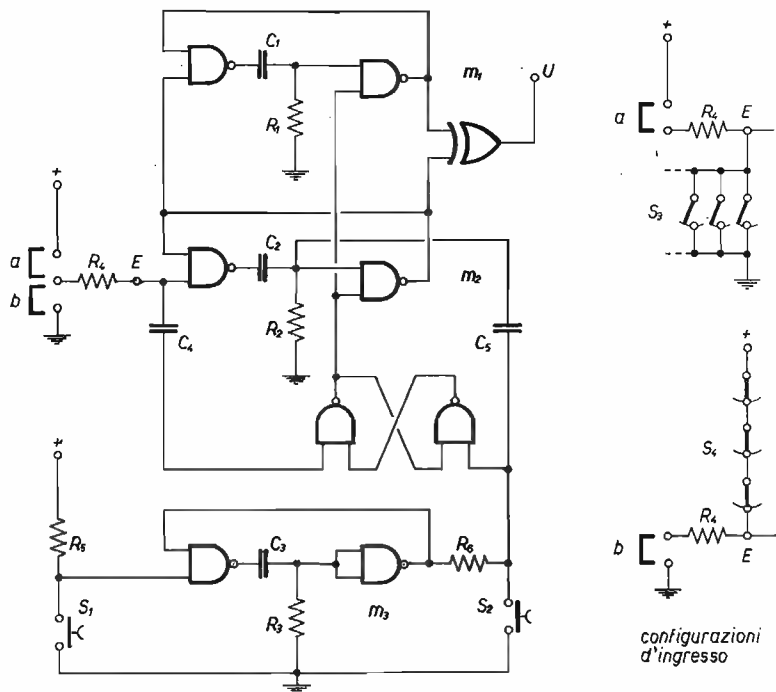 C₁
m₁
U
R₁
+
a
R₄
E
b
C₂
m₂
R₂
C₄
C₅
+
R₅
S₁
C₃
R₃
m₃
R₆
S₂
+
a
R₄
E
S₃
+
S₄
b
R₄
E
configurazioni
d'ingresso